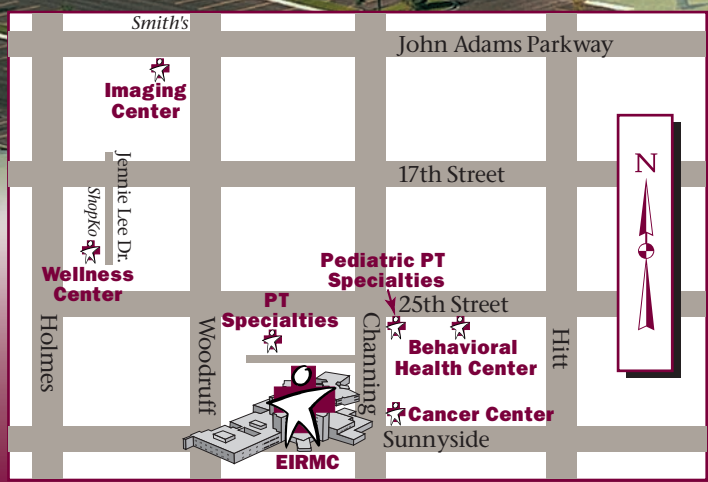 Smith's
John Adams Parkway
Imaging
Center
Jennie Lee Dr.
ShopKo
17th Street
N
Wellness
Center
Pediatric PT
Specialties
PT
Specialties
25th Street
Holmes
Woodruff
Channing
Hitt
Behavioral
Health Center
Cancer Center
Sunnyside
EIRMC